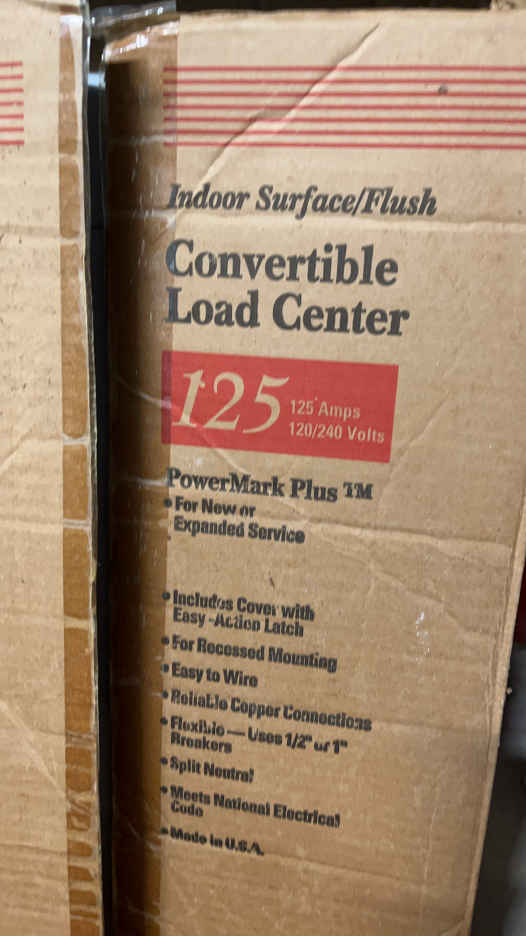 Indoor Surface/Flush
Convertible
Load Center
125
125 Amps
120/240 Volts
PowerMark Plus ™
• For New or
Expanded Service
• Includes Cover with
Easy-Action Latch
• For Recessed Mounting
• Easy to Wire
• Reliable Copper Connections
• Flexible — Uses 1/2" or 1"
Breakers
• Split Neutral
• Meets National Electrical
Code
• Made in U.S.A.